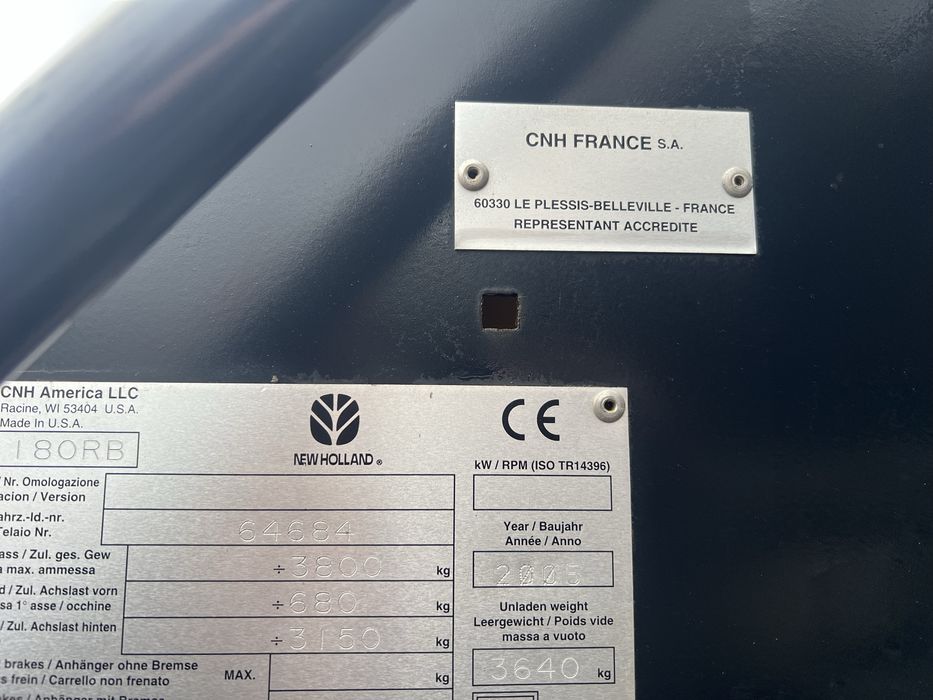 CNH FRANCE S.A.
60330 LE PLESSIS-BELLEVILLE - FRANCE
REPRESENTANT ACCREDITE
CNH America LLC
Racine, WI 53404 U.S.A.
Made In U.S.A.
180RB
NEW HOLLAND ®
CE
kW / RPM (ISO TR14396)
/ Nr. Omologazione
acion / Version
ahrz.-Id.-nr.
Telaio Nr.
64684
Year / Baujahr
Année / Anno
2005
ass / Zul. ges. Gew
a max. ammessa
÷3800 kg
d / Zul. Achslast vorn
sa 1° asse / occhine
÷680 kg
/ Zul. Achslast hinten
÷3150 kg
Unladen weight
Leergewicht / Poids vide
massa a vuoto
3640 kg
brakes / Anhänger ohne Bremse
s frein / Carrello non frenato
MAX.
kg
kes / Anhänger mit Bremse